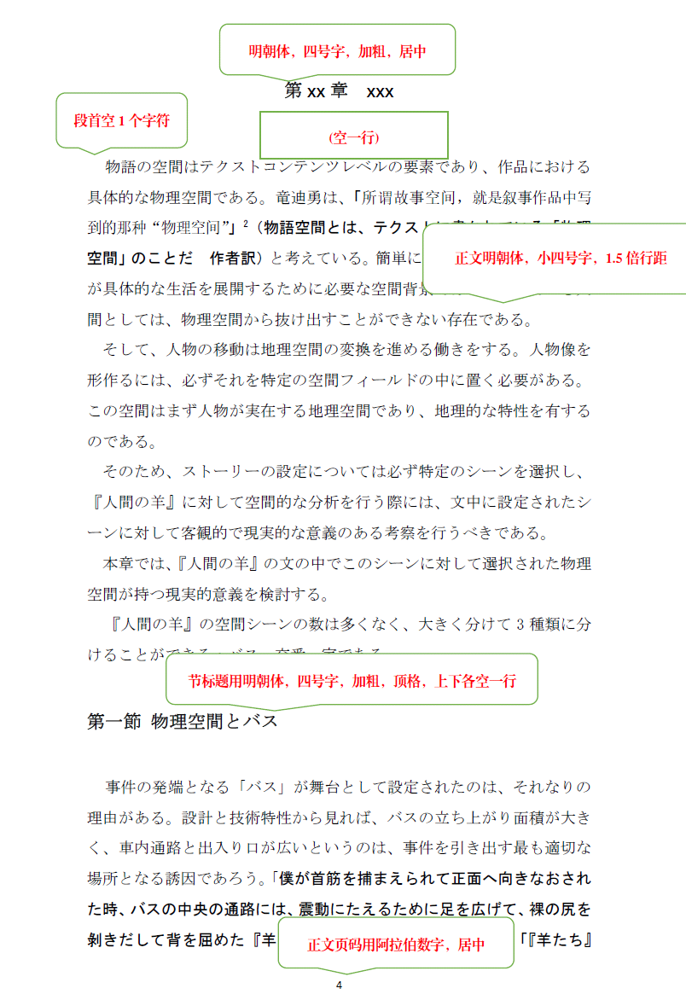 明朝体，四号字，加粗，居中
第 xx 章　xxx
段首空 1 个字符
(空一行)
物語の空間はテクストコンテンツレベルの要素であり、作品における
具体的な物理空間である。竜迪勇は、「所谓故事空间，就是叙事作品中写
到的那种“物理空间”」2（物語空間とは、テクスト
空間」のことだ　作者訳）と考えている。簡単に
正文明朝体，小四号字，1.5 倍行距
が具体的な生活を展開するために必要な空間背景
間としては、物理空間から抜け出すことができない存在である。
そして、人物の移動は地理空間の変換を進める働きをする。人物像を
形作るには、必ずそれを特定の空間フィールドの中に置く必要がある。
この空間はまず人物が実在する地理空間であり、地理的な特性を有する
のである。
そのため、ストーリーの設定については必ず特定のシーンを選択し、
『人間の羊』に対して空間的な分析を行う際には、文中に設定されたシ
ーンに対して客観的で現実的な意義のある考察を行うべきである。
本章では、『人間の羊』の文の中でこのシーンに対して選択された物理
空間が持つ現実的意義を検討する。
『人間の羊』の空間シーンの数は多くなく、大きく分けて 3 種類に分
けることが
节标题用明朝体，四号字，加粗，顶格，上下各空一行
第一節 物理空間とバス
事件の発端となる「バス」が舞台として設定されたのは、それなりの
理由がある。設計と技術特性から見れば、バスの立ち上がり面積が大き
く、車内通路と出入り口が広いというのは、事件を引き出す最も適切な
場所となる誘因であろう。「僕が首筋を捕まえられて正面へ向きなおされ
た時、バスの中央の通路には、震動にたえるために足を広げて、裸の尻を
剝きだして背を屈めた『羊 「『羊たち』
正文页码用阿拉伯数字，居中
4